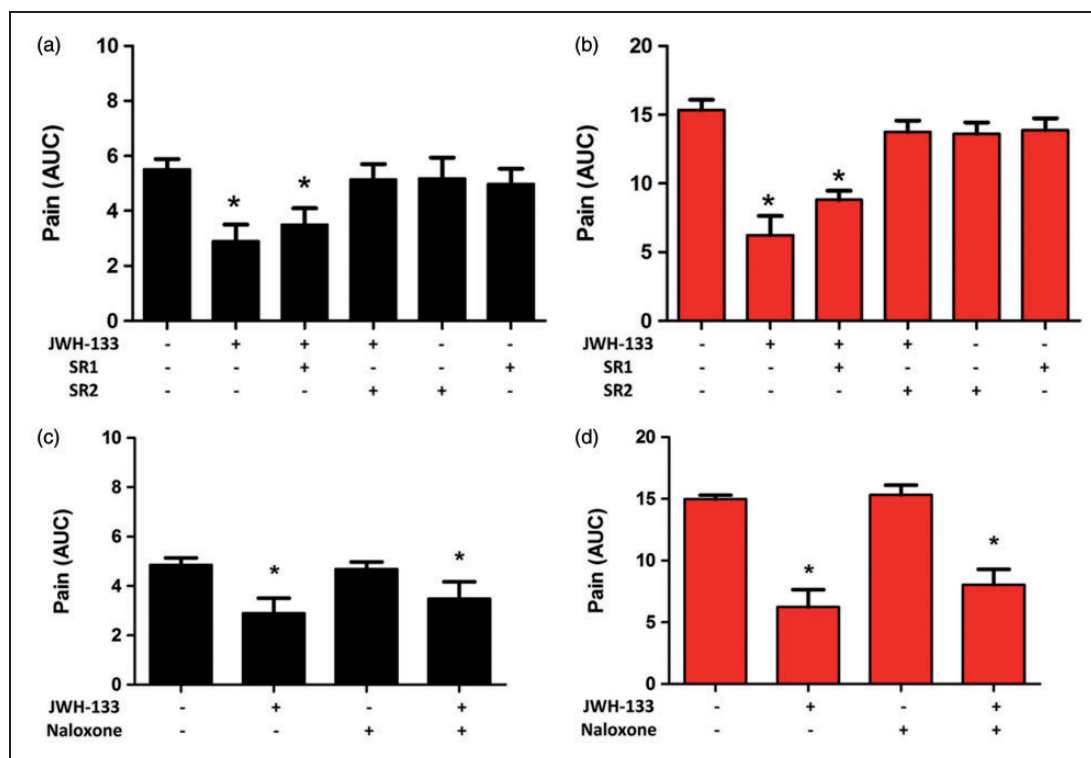 (a)
10
8
6
4
2
0
Pain (AUC)
* *
JWH-133 - + + + - -
SR1 - - + - - +
SR2 - - - + + -
(b)
20
15
10
5
0
Pain (AUC)
* *
JWH-133 - + + + - -
SR1 - - + - - +
SR2 - - - + + -
(c)
10
8
6
4
2
0
Pain (AUC)
* *
JWH-133 - + - +
Naloxone - - + +
(d)
20
15
10
5
0
Pain (AUC)
* *
JWH-133 - + - +
Naloxone - - + +